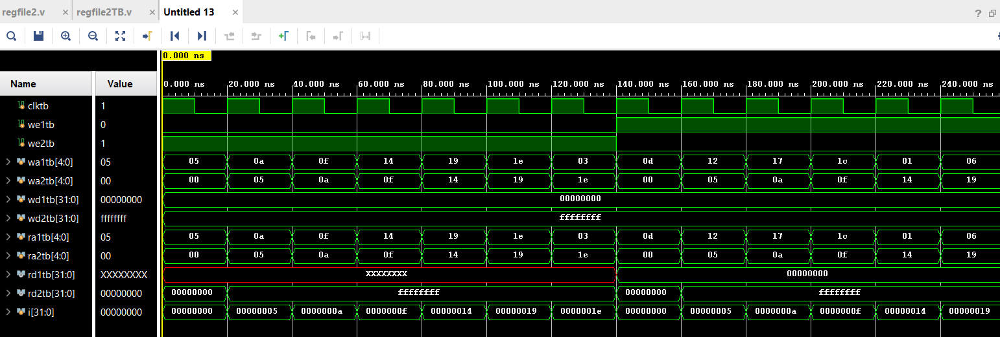 regfile2.v × regfile2TB.v × Untitled 13 ×
?
0.000 ns
Name Value 0.000 ns 20.000 ns 40.000 ns 60.000 ns 80.000 ns 100.000 ns 120.000 ns 140.000 ns 160.000 ns 180.000 ns 200.000 ns 220.000 ns 240.000 ns
clktb 1
we1tb 0
we2tb 1
wa1tb[4:0] 05 05 0a 0f 14 19 1e 03 0d 12 17 1c 01 06
wa2tb[4:0] 00 00 05 0a 0f 14 19 1e 00 05 0a 0f 14 19
wd1tb[31:0] 00000000 00000000
wd2tb[31:0] ffffffff ffffffff
ra1tb[4:0] 05 05 0a 0f 14 19 1e 03 0d 12 17 1c 01 06
ra2tb[4:0] 00 00 05 0a 0f 14 19 1e 00 05 0a 0f 14 19
rd1tb[31:0] XXXXXXXX XXXXXXXX 00000000
rd2tb[31:0] 00000000 00000000 ffffffff 00000000 ffffffff
i[31:0] 00000000 00000000 00000005 0000000a 0000000f 00000014 00000019 0000001e 00000000 00000005 0000000a 0000000f 00000014 00000019